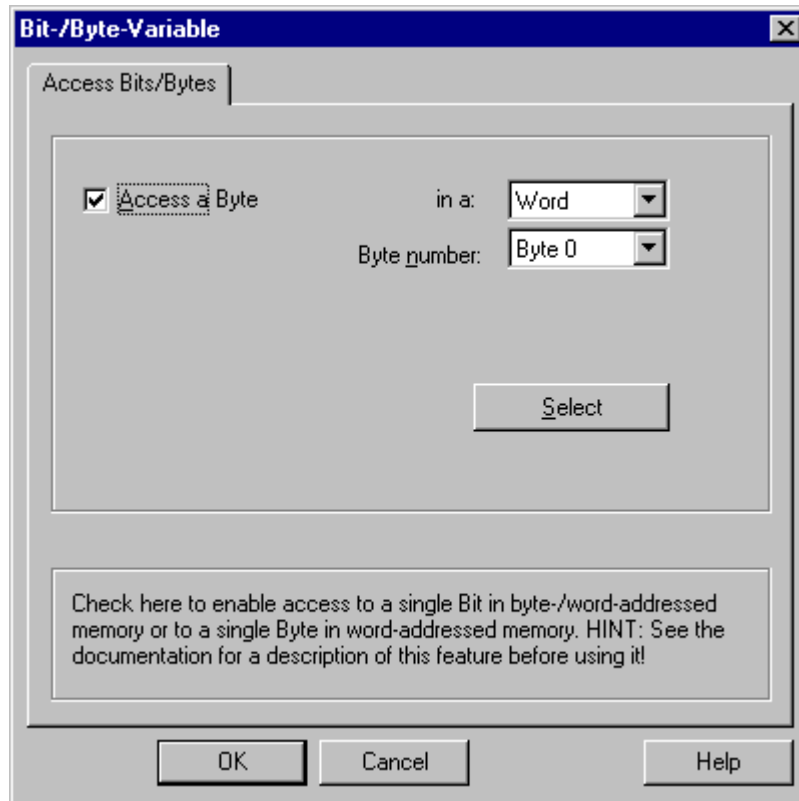 Bit-/Byte-Variable
Access Bits/Bytes
Access a Byte
in a:
Word
Byte number:
Byte 0
Select
Check here to enable access to a single Bit in byte-/word-addressed
memory or to a single Byte in word-addressed memory. HINT: See the
documentation for a description of this feature before using it!
OK
Cancel
Help